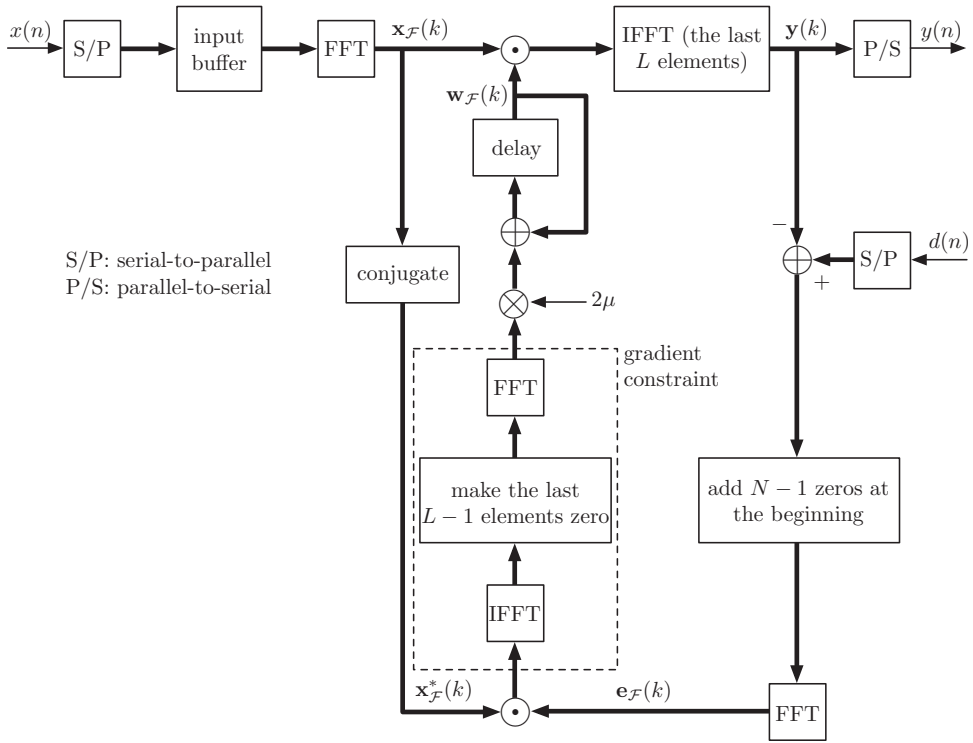 x(n)
S/P
input
buffer
FFT
𝐱_ℱ(k)
⊙
IFFT (the last
L elements)
𝐲(k)
P/S
y(n)
𝐰_ℱ(k)
delay
−
d(n)
S/P
+
S/P: serial-to-parallel
P/S: parallel-to-serial
conjugate
2μ
gradient
constraint
FFT
make the last
L − 1 elements zero
add N − 1 zeros at
the beginning
IFFT
𝐱*_ℱ(k)
𝐞_ℱ(k)
FFT